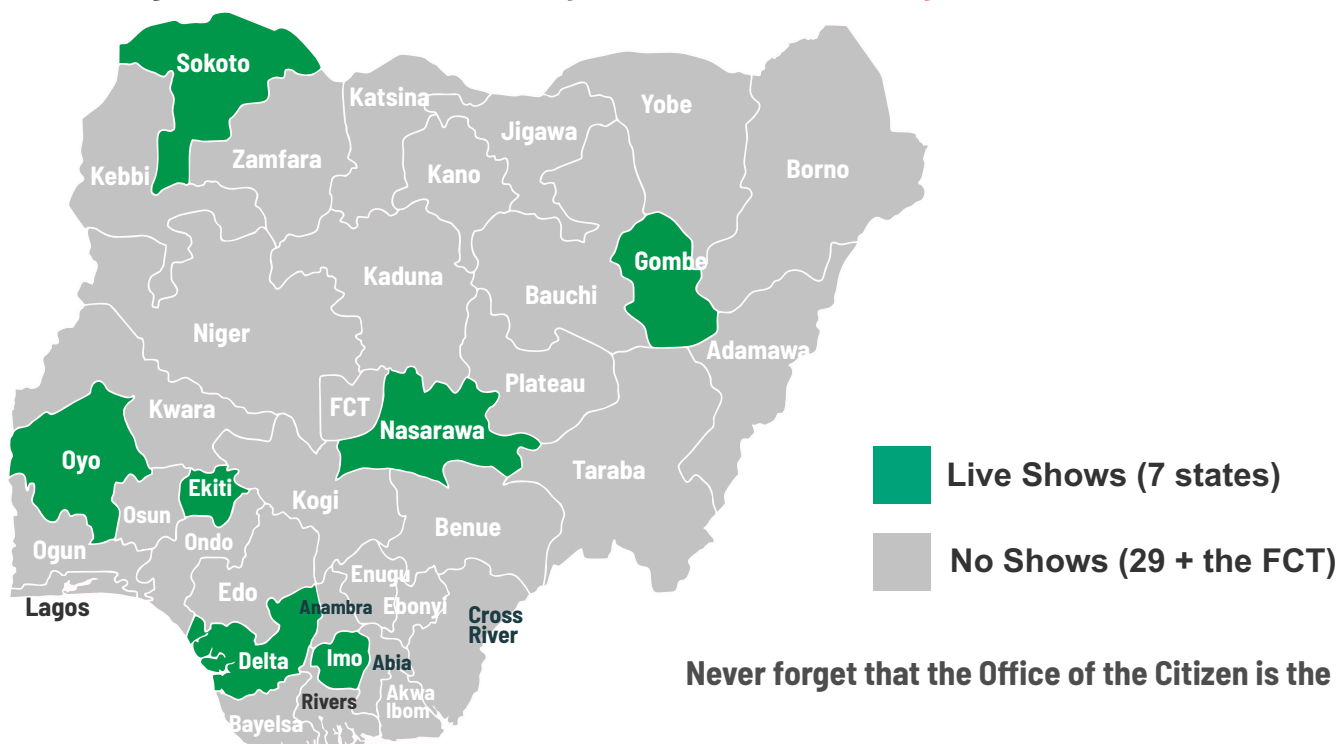 Sokoto
Katsina
Yobe
Jigawa
Zamfara
Kebbi
Kano
Borno
Gombe
Kaduna
Bauchi
Niger
Adamawa
Plateau
FCT
Kwara
Nasarawa
Oyo
Taraba
Live Shows (7 states)
Ekiti
Kogi
Osun
Benue
Ondo
Ogun
No Shows (29 + the FCT)
Enugu
Edo
Lagos
Anambra
Ebonyi
Cross
River
Delta
Imo
Abia
Never forget that the Office of the Citizen is the
Rivers
Akwa
Ibom
Bayelsa